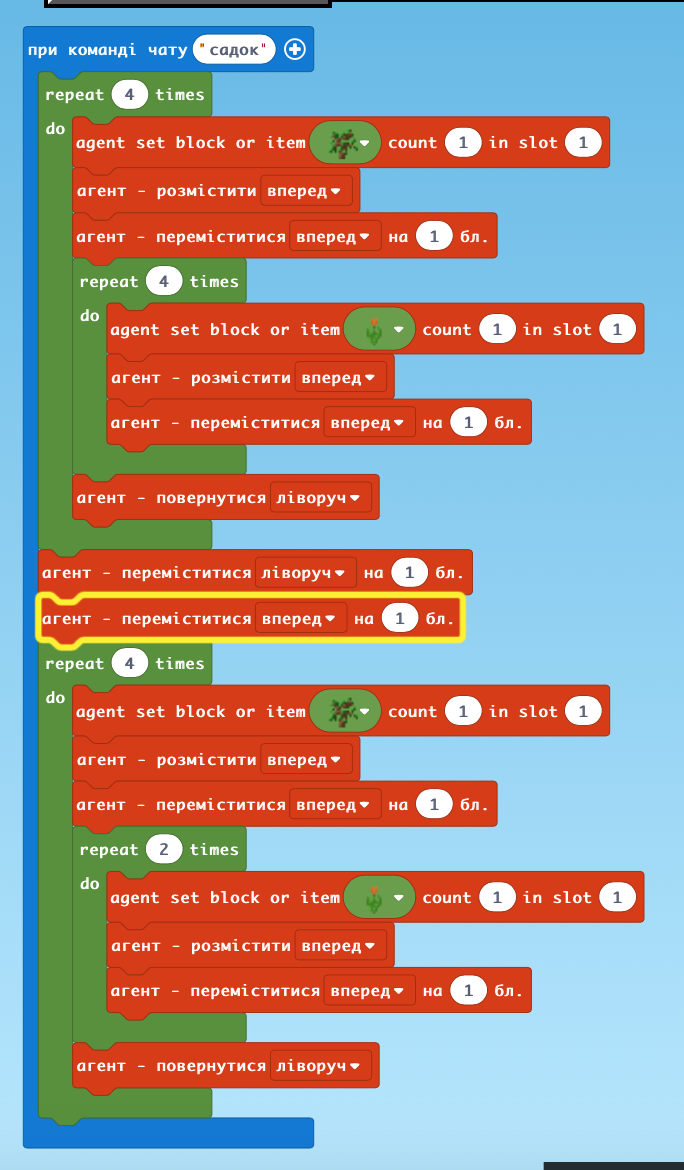 при команді чату "садок"
repeat 4 times
do
agent set block or item count 1 in slot 1
агент - розмістити вперед
агент - переміститися вперед на 1 бл.
repeat 4 times
do
agent set block or item count 1 in slot 1
агент - розмістити вперед
агент - переміститися вперед на 1 бл.
агент - повернутися ліворуч
агент - переміститися ліворуч на 1 бл.
агент - переміститися вперед на 1 бл.
repeat 4 times
do
agent set block or item count 1 in slot 1
агент - розмістити вперед
агент - переміститися вперед на 1 бл.
repeat 2 times
do
agent set block or item count 1 in slot 1
агент - розмістити вперед
агент - переміститися вперед на 1 бл.
агент - повернутися ліворуч